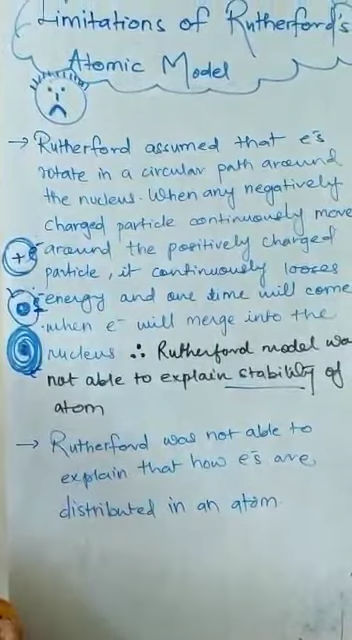 Limitations of Rutherford's
Atomic Model
→ Rutherford assumed that e⁻s
rotate in a circular path around
the nucleus. When any negatively
charged particle continuously move
around the positively charged
particle, it continuously looses
energy and one time will come
when e⁻ will merge into the
nucleus ∴ Rutherford model was
not able to explain stability of
atom
→ Rutherford was not able to
explain that how e⁻s are
distributed in an atom.